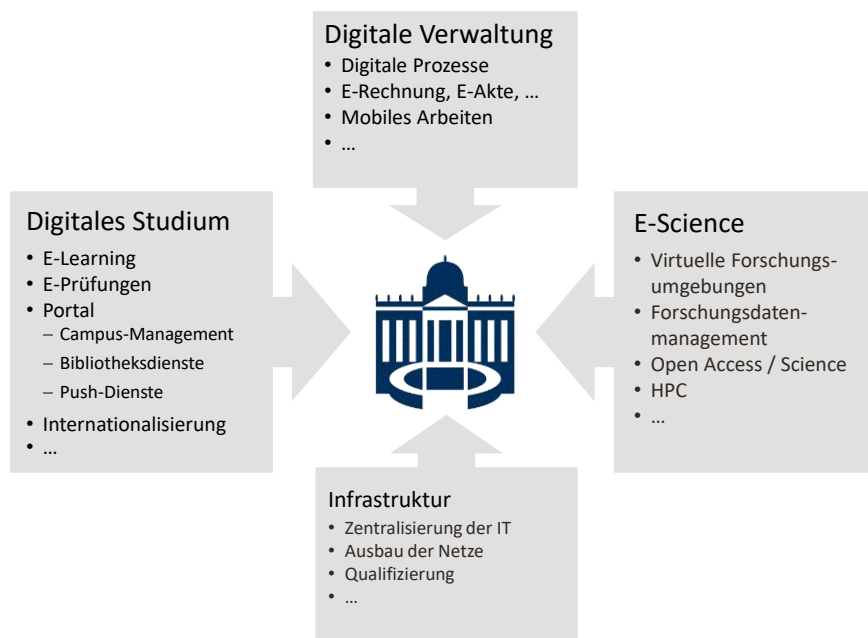 Digitale Verwaltung
• Digitale Prozesse
• E-Rechnung, E-Akte, ...
• Mobiles Arbeiten
• ...
Digitales Studium
• E-Learning
• E-Prüfungen
• Portal
– Campus-Management
– Bibliotheksdienste
– Push-Dienste
• Internationalisierung
• ...
E-Science
• Virtuelle Forschungs-
umgebungen
• Forschungsdaten-
management
• Open Access / Science
• HPC
• ...
Infrastruktur
• Zentralisierung der IT
• Ausbau der Netze
• Qualifizierung
• ...